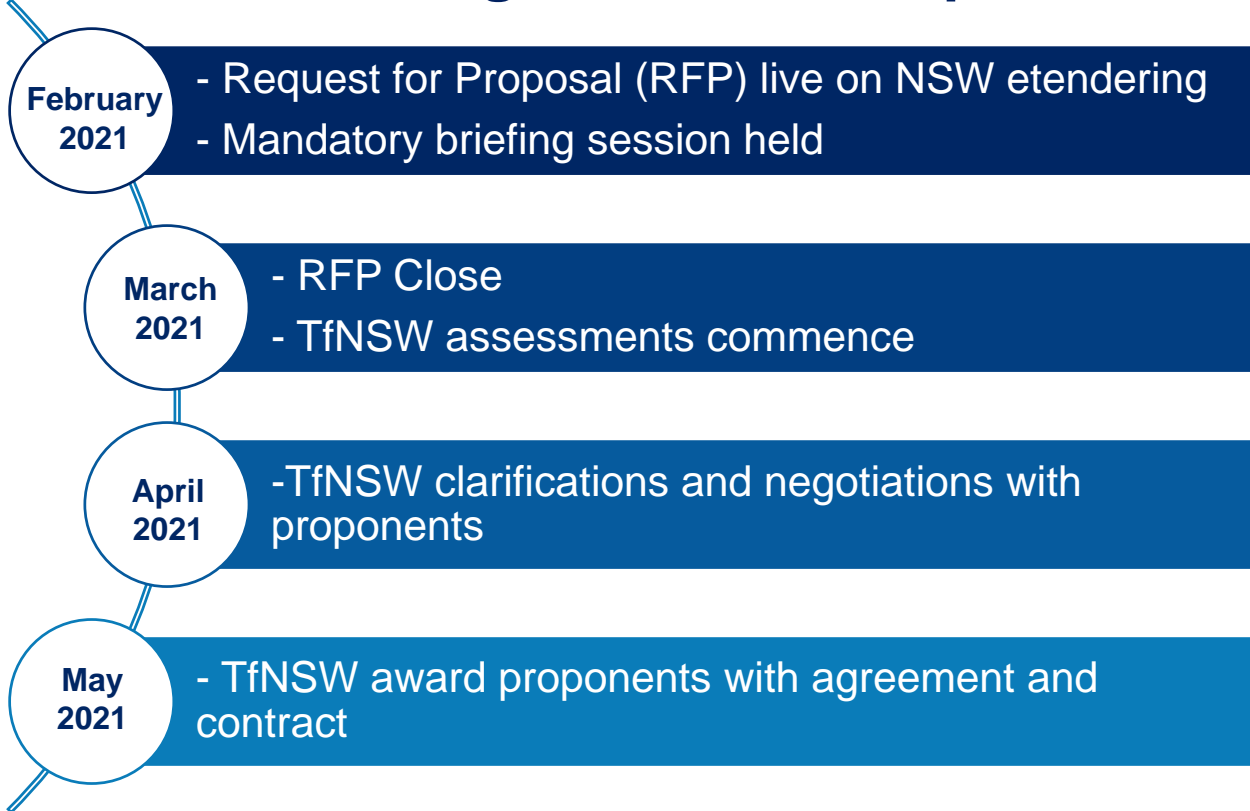 February
2021
- Request for Proposal (RFP) live on NSW etendering
- Mandatory briefing session held
March
2021
- RFP Close
- TfNSW assessments commence
April
2021
-TfNSW clarifications and negotiations with
proponents
May
2021
- TfNSW award proponents with agreement and
contract